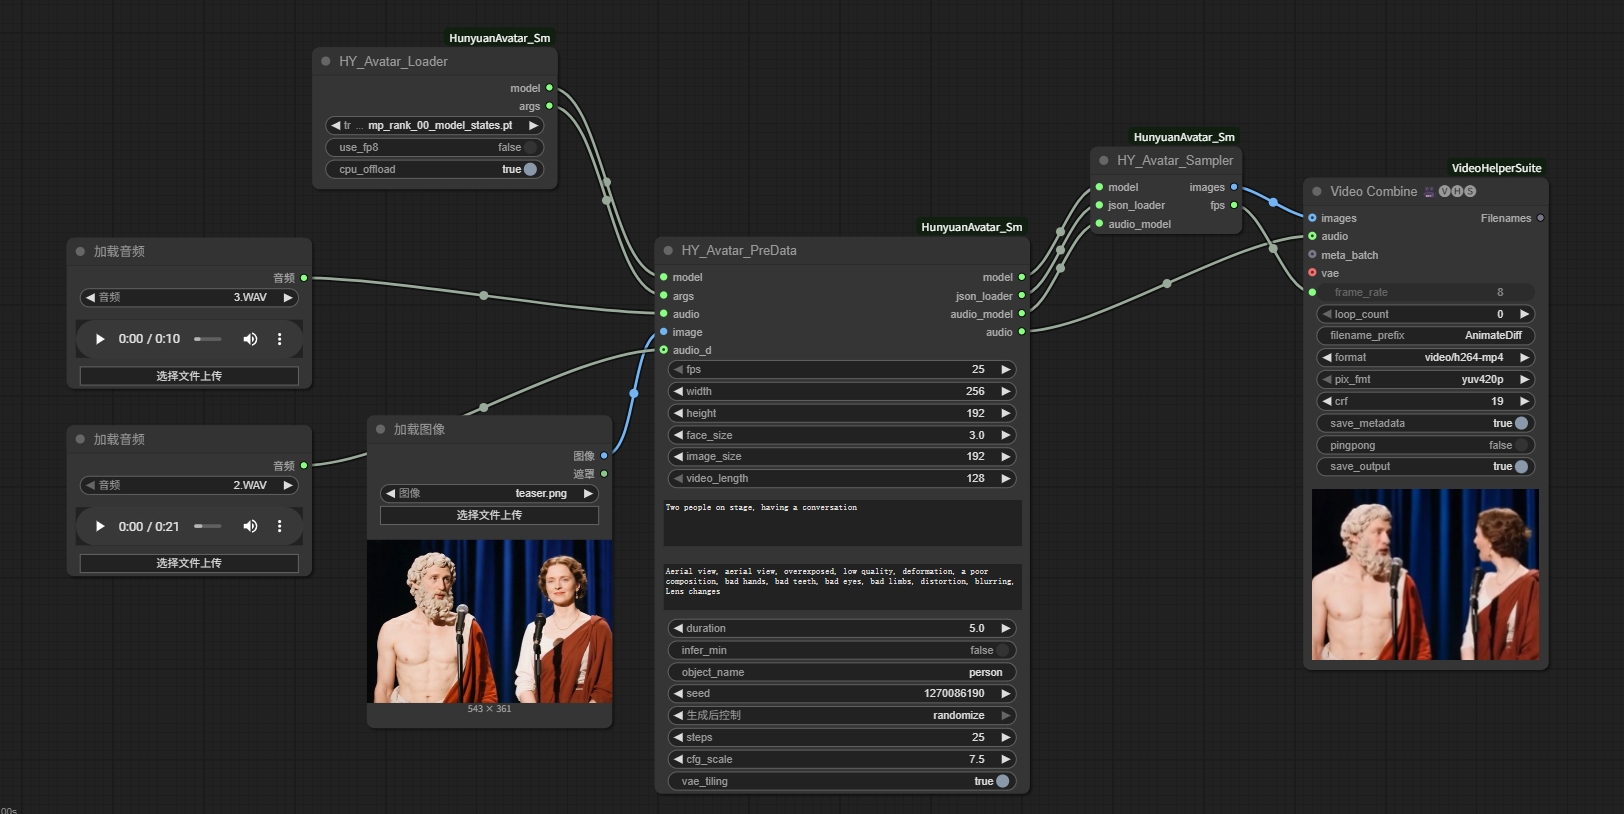 HunyuanAvatar_Sm
HY_Avatar_Loader
model
args
tr ... mp_rank_00_model_states.pt
use_fp8 false
cpu_offload true
加载音频
音频
音频 3.WAV
0:00 / 0:10
选择文件上传
加载音频
音频
音频 2.WAV
0:00 / 0:21
选择文件上传
加载图像
图像
遮罩
图像 teaser.png
选择文件上传
543 × 361
HunyuanAvatar_Sm
HY_Avatar_PreData
model model
args json_loader
audio audio_model
image audio
audio_d
fps 25
width 256
height 192
face_size 3.0
image_size 192
video_length 128
Two people on stage, having a conversation
Aerial view, aerial view, overexposed, low quality, deformation, a poor
composition, bad hands, bad teeth, bad eyes, bad limbs, distortion, blurring,
Lens changes
duration 5.0
infer_min false
object_name person
seed 1270086190
生成后控制 randomize
steps 25
cfg_scale 7.5
vae_tiling true
HunyuanAvatar_Sm
HY_Avatar_Sampler
model images
json_loader fps
audio_model
VideoHelperSuite
Video Combine VHS
images Filenames
audio
meta_batch
vae
frame_rate 8
loop_count 0
filename_prefix AnimateDiff
format video/h264-mp4
pix_fmt yuv420p
crf 19
save_metadata true
pingpong false
save_output true
00s